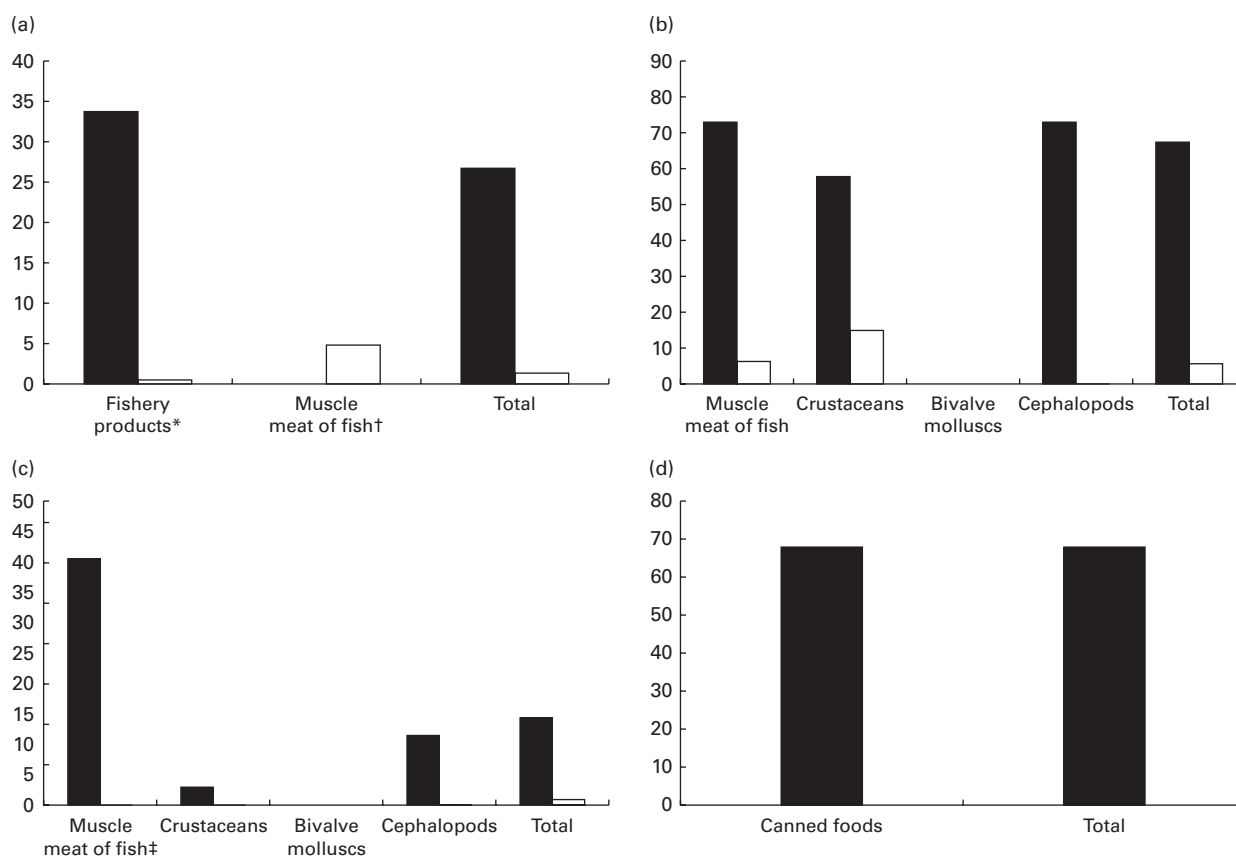 (a)
40
35
30
25
20
15
10
5
0
Fishery
products*
Muscle
meat of fish†
Total
(b)
90
80
70
60
50
40
30
20
10
0
Muscle
meat of fish
Crustaceans
Bivalve
molluscs
Cephalopods
Total
(c)
50
45
40
35
30
25
20
15
10
5
0
Muscle
meat of fish‡
Crustaceans
Bivalve
molluscs
Cephalopods
Total
(d)
80
70
60
50
40
30
20
10
0
Canned foods
Total